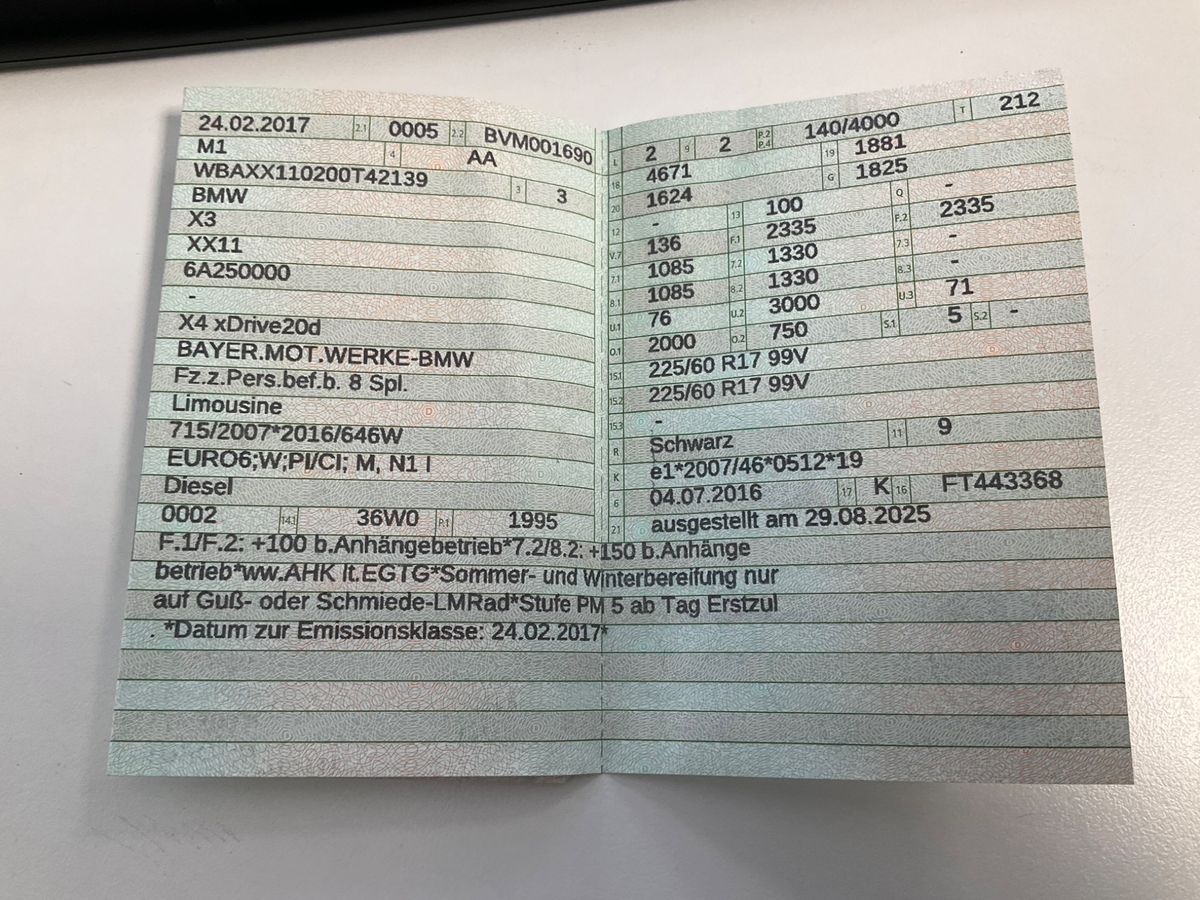 24.02.2017 2.1 0005 2.2 BVM001690
M1 4 AA
WBAXX110200T42139 3 3
BMW
X3
XX11
6A250000
-
X4 xDrive20d
BAYER.MOT.WERKE-BMW
Fz.z.Pers.bef.b. 8 Spl.
Limousine
715/2007*2016/646W
EURO6;W;PI/CI; M, N1 I
Diesel
0002 14.1 36W0 P.1 1995
L 2 9 2 P.2 P.4 140/4000 T 212
18 4671 19 1881
20 1624 G 1825
12 - 13 100 Q -
V.7 136 F.1 2335 F.2 2335
7.1 1085 7.2 1330 7.3 -
8.1 1085 8.2 1330 8.3 -
U.1 76 U.2 3000 U.3 71
O.1 2000 O.2 750 S.1 5 S.2 -
15.1 225/60 R17 99V
15.2 225/60 R17 99V
15.3 -
R Schwarz 11 9
K e1*2007/46*0512*19
6 04.07.2016 17 K 16 FT443368
21 ausgestellt am 29.08.2025
F.1/F.2: +100 b.Anhängebetrieb*7.2/8.2: +150 b.Anhänge
betrieb*ww.AHK lt.EGTG*Sommer- und Winterbereifung nur
auf Guß- oder Schmiede-LMRad*Stufe PM 5 ab Tag Erstzul
. *Datum zur Emissionsklasse: 24.02.2017*